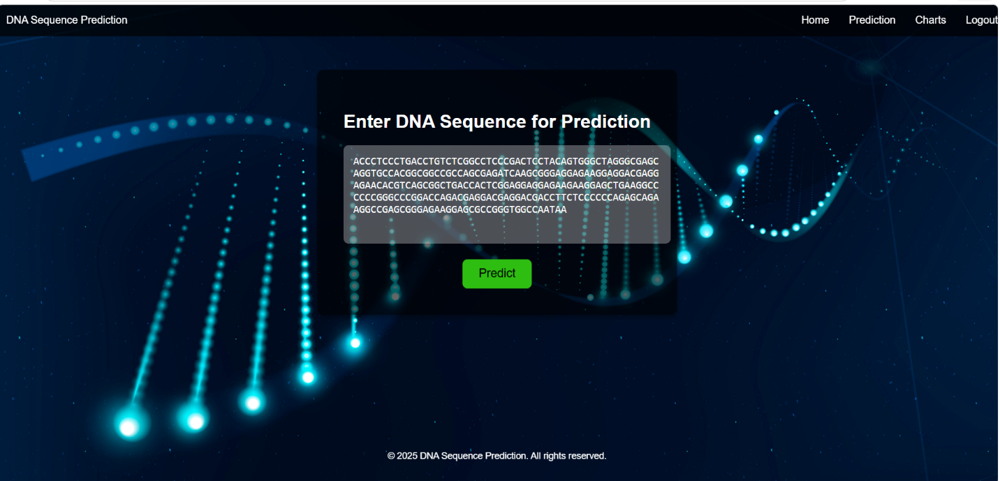 DNA Sequence Prediction
Home Prediction Charts Logout
Enter DNA Sequence for Prediction
ACCCTCCCTGACCTGTCTCGGCCTCCCGACTCCTACAGTGGGCTAGGGCGAGC
AGGTGCCACGGCGGCCGCCAGCGAGATCAAGCGGGAGGAGAAGGAGGACGAGG
AGAACACGTCAGCGGCTGACCACTCGGAGGAGGAGAAGAAGGAGCTGAAGGCC
CCCCGGGCCCGGACCAGACGAGGACGAGGACGACCTTCTCCCCCCAGAGCAGA
AGGCCGAGCGGGAGAAGGAGCGCCGGGTGGCCAATAA
Predict
© 2025 DNA Sequence Prediction. All rights reserved.